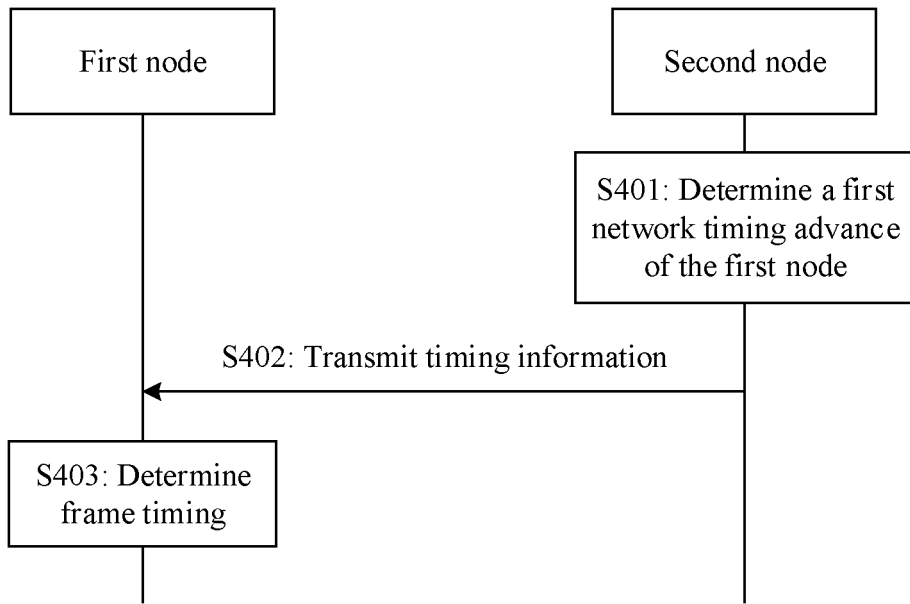 First node
Second node
S401: Determine a first
network timing advance
of the first node
S402: Transmit timing information
S403: Determine
frame timing